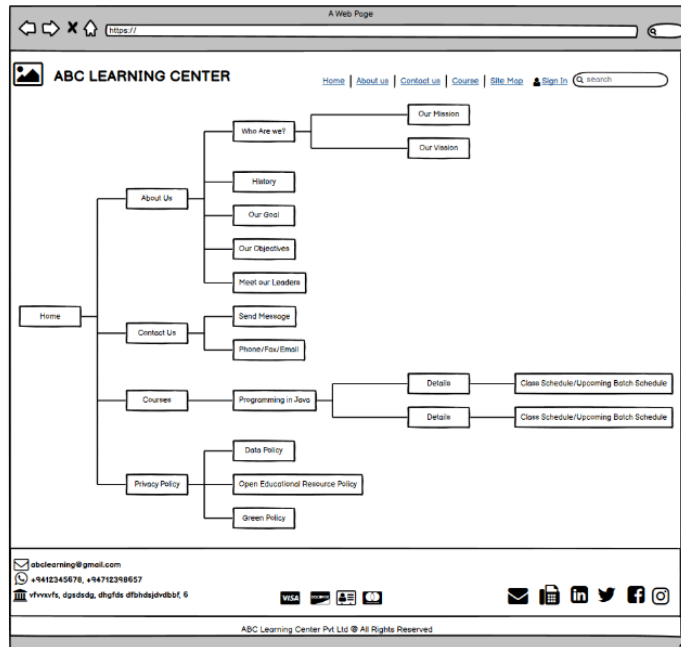 A Web Page
https://
ABC LEARNING CENTER
Home | About us | Contact us | Course | Site Map Sign In search
Our Mission
Who Are we?
Our Vission
History
About Us
Our Goal
Our Objectives
Meet our Leaders
Home
Send Message
Contact Us
Phone/Fax/Email
Details
Class Schedule/Upcoming Batch Schedule
Courses
Programming in Java
Details
Class Schedule/Upcoming Batch Schedule
Data Policy
Privacy Policy
Open Educational Resource Policy
Green Policy
abclearning@gmail.com
+9412345678, +94712398657
vfvvxvfs, dgsdsdg, dhgfds dfbhdsjdvdbbf, 6
VISA DISCOVER
ABC Learning Center Pvt Ltd @ All Rights Reserved